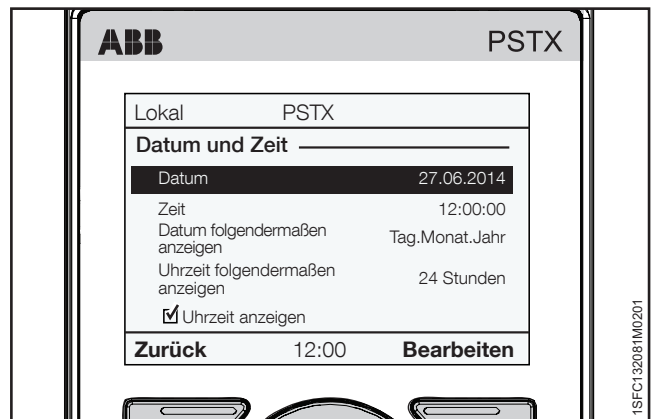 ABB PSTX
Lokal PSTX
Datum und Zeit
Datum 27.06.2014
Zeit 12:00:00
Datum folgendermaßen
anzeigen Tag.Monat.Jahr
Uhrzeit folgendermaßen
anzeigen 24 Stunden
Uhrzeit anzeigen
Zurück 12:00 Bearbeiten
1SFC132081M0201